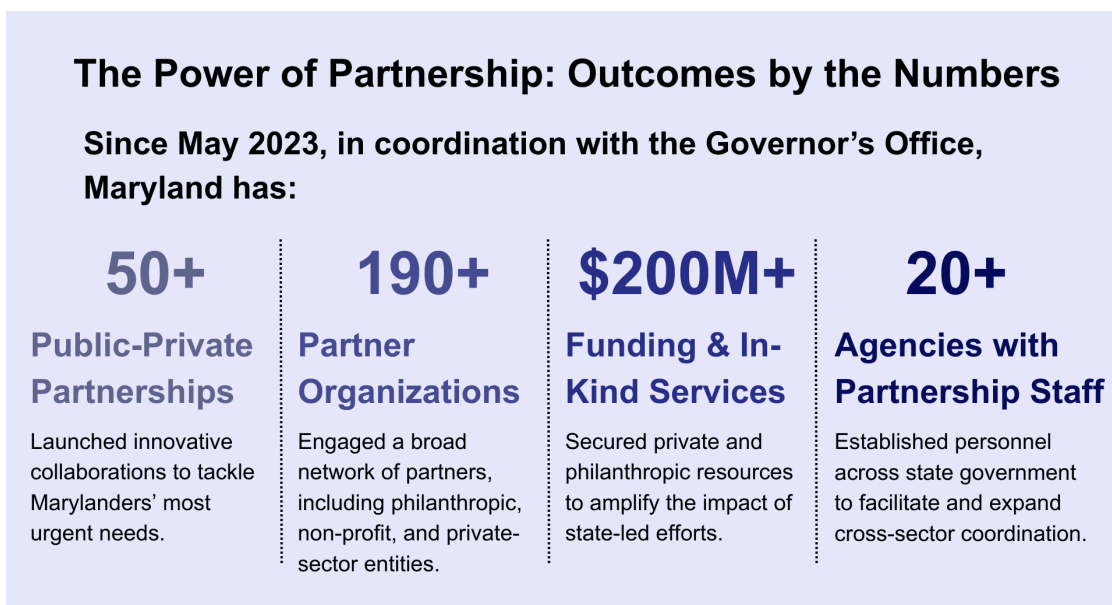 The Power of Partnership: Outcomes by the Numbers
Since May 2023, in coordination with the Governor’s Office,
Maryland has:
50+
Public-Private
Partnerships
Launched innovative
collaborations to tackle
Marylanders’ most
urgent needs.
190+
Partner
Organizations
Engaged a broad
network of partners,
including philanthropic,
non-profit, and private-
sector entities.
$200M+
Funding & In-
Kind Services
Secured private and
philanthropic resources
to amplify the impact of
state-led efforts.
20+
Agencies with
Partnership Staff
Established personnel
across state government
to facilitate and expand
cross-sector coordination.